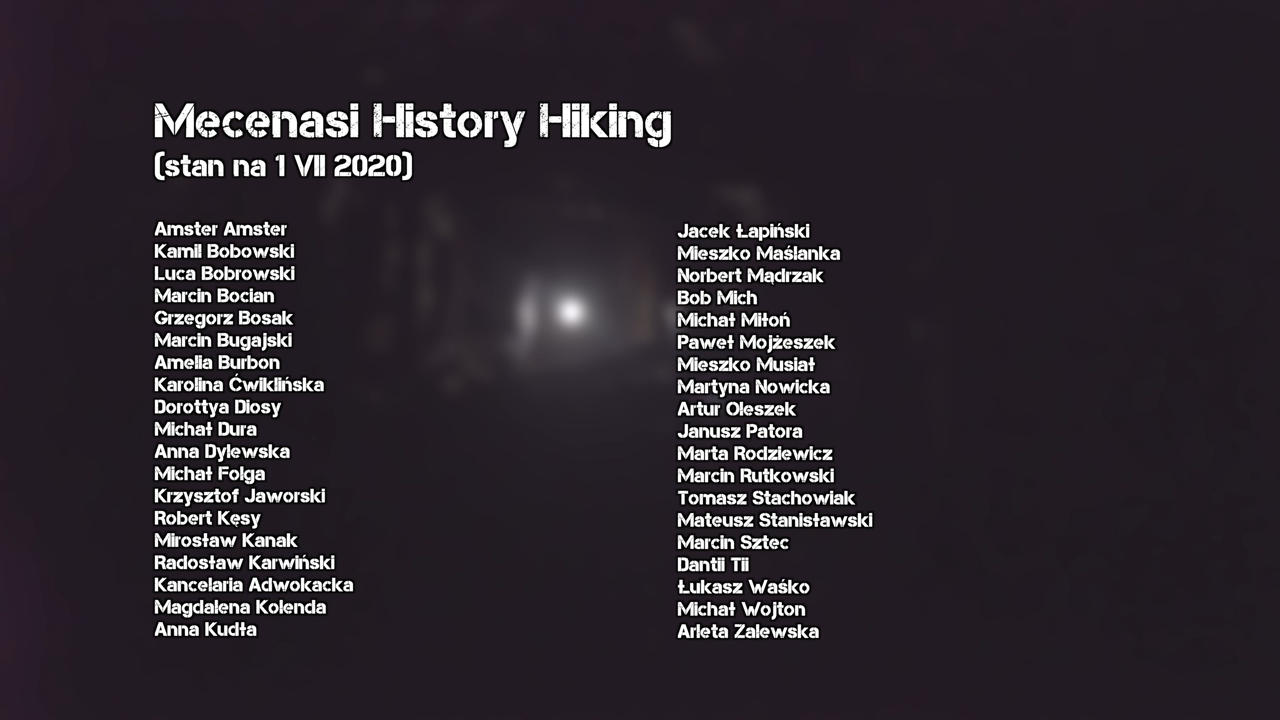 Mecenasi History Hiking
(stan na 1 VII 2020)
Amster Amster
Kamil Bobowski
Luca Bobrowski
Marcin Bocian
Grzegorz Bosak
Marcin Bugajski
Amelia Burbon
Karolina Ćwiklińska
Dorottya Diosy
Michał Dura
Anna Dylewska
Michał Folga
Krzysztof Jaworski
Robert Kęsy
Mirosław Kanak
Radosław Karwiński
Kancelaria Adwokacka
Magdalena Kolenda
Anna Kudła
Jacek Łapiński
Mieszko Maślanka
Norbert Mądrzak
Bob Mich
Michał Miłoń
Paweł Mojżeszek
Mieszko Musiał
Martyna Nowicka
Artur Oleszek
Janusz Patora
Marta Rodziewicz
Marcin Rutkowski
Tomasz Stachowiak
Mateusz Stanisławski
Marcin Sztec
Dantii Tii
Łukasz Waśko
Michał Wojton
Arleta Zalewska